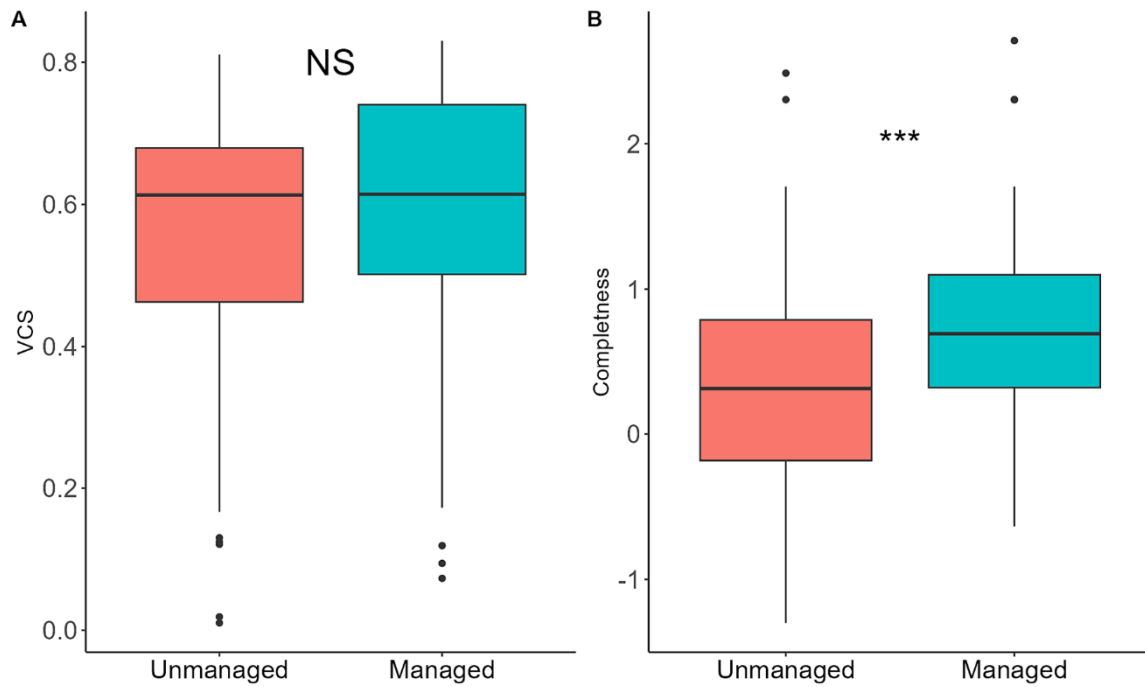 A
NS
VCS
0.8
0.6
0.4
0.2
0.0
Unmanaged
Managed
B
***
Completness
2
1
0
-1
Unmanaged
Managed